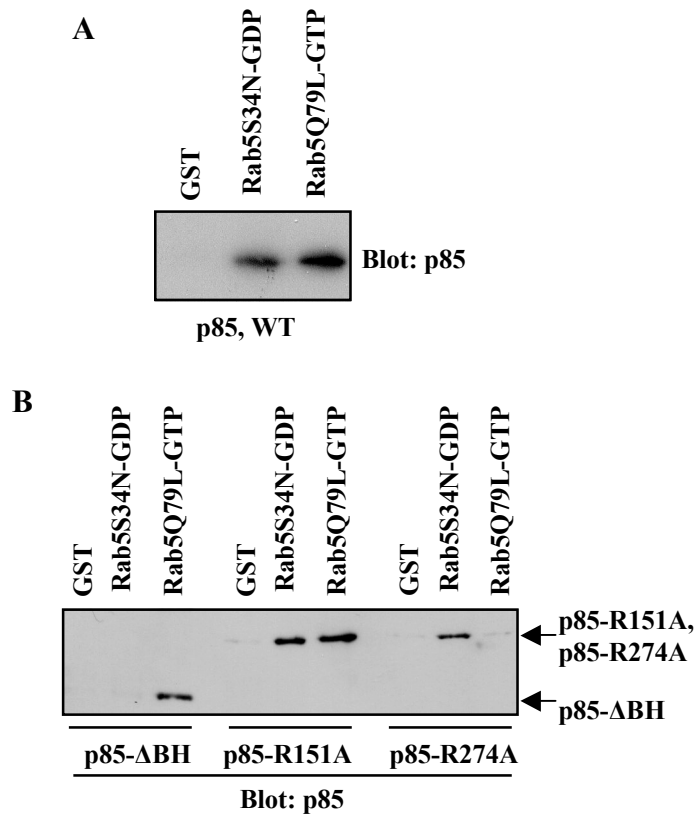 A
GST
Rab5S34N-GDP
Rab5Q79L-GTP
Blot: p85
p85, WT
B
GST
Rab5S34N-GDP
Rab5Q79L-GTP
GST
Rab5S34N-GDP
Rab5Q79L-GTP
GST
Rab5S34N-GDP
Rab5Q79L-GTP
p85-R151A,
p85-R274A
p85-ΔBH
p85-ΔBH
p85-R151A
p85-R274A
Blot: p85